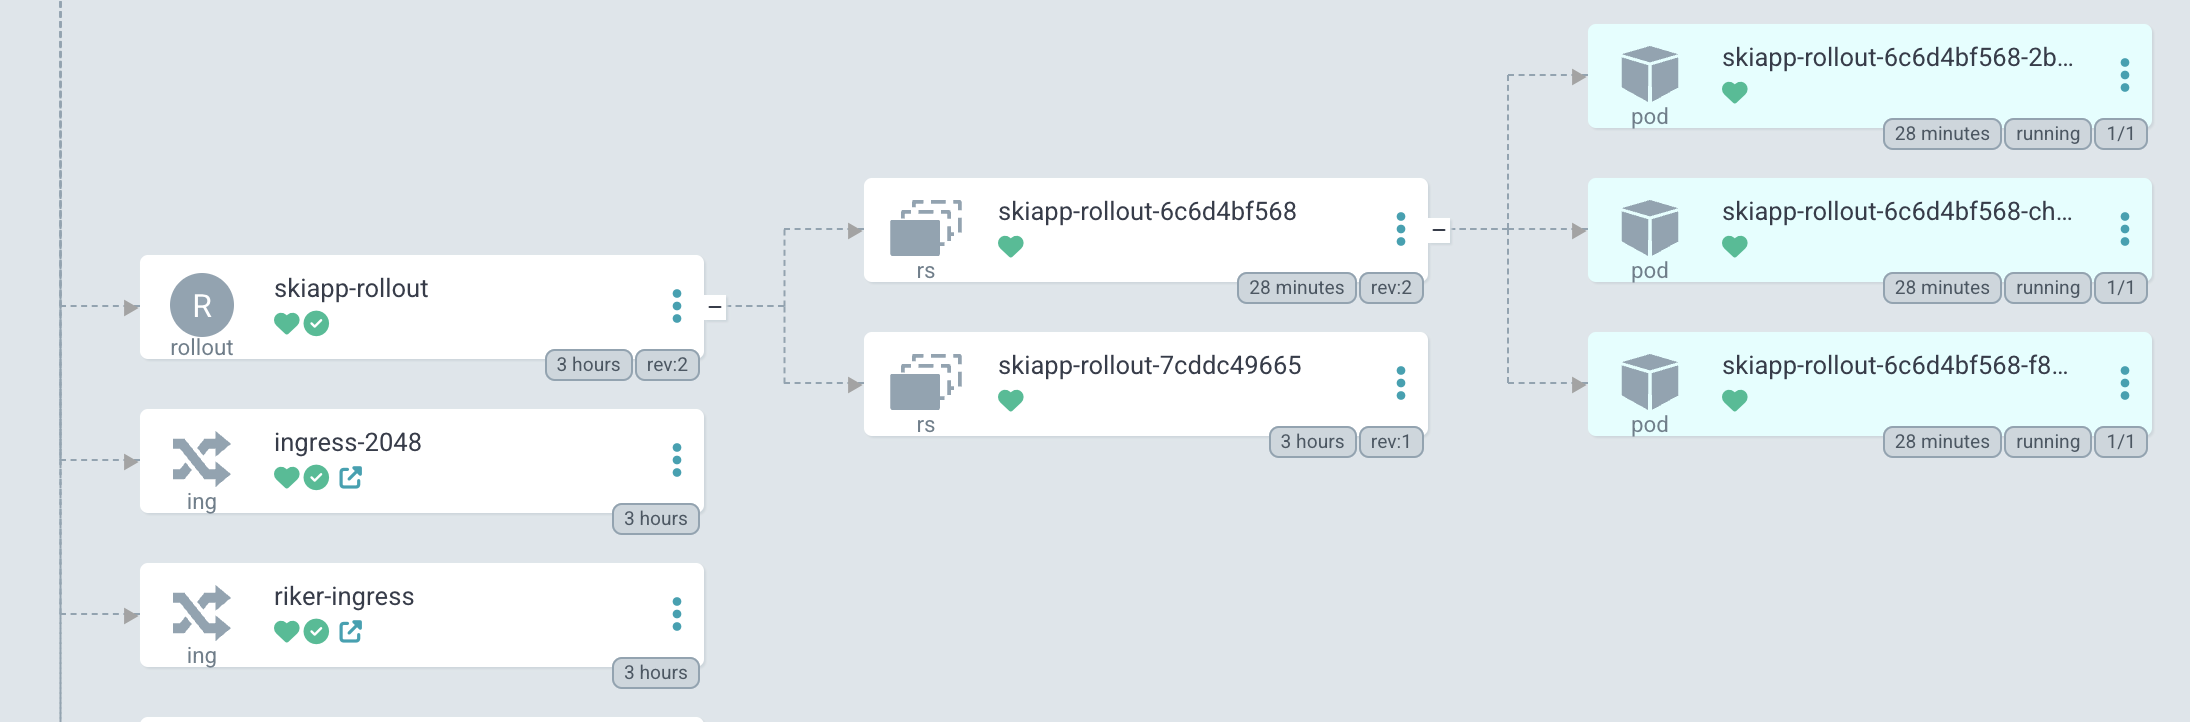 skiapp-rollout-6c6d4bf568-2b...
pod
28 minutes running 1/1
skiapp-rollout-6c6d4bf568
rs
28 minutes rev:2
skiapp-rollout-6c6d4bf568-ch...
pod
28 minutes running 1/1
R
skiapp-rollout
rollout
3 hours rev:2
skiapp-rollout-7cddc49665
rs
3 hours rev:1
skiapp-rollout-6c6d4bf568-f8...
pod
28 minutes running 1/1
ingress-2048
ing
3 hours
riker-ingress
ing
3 hours